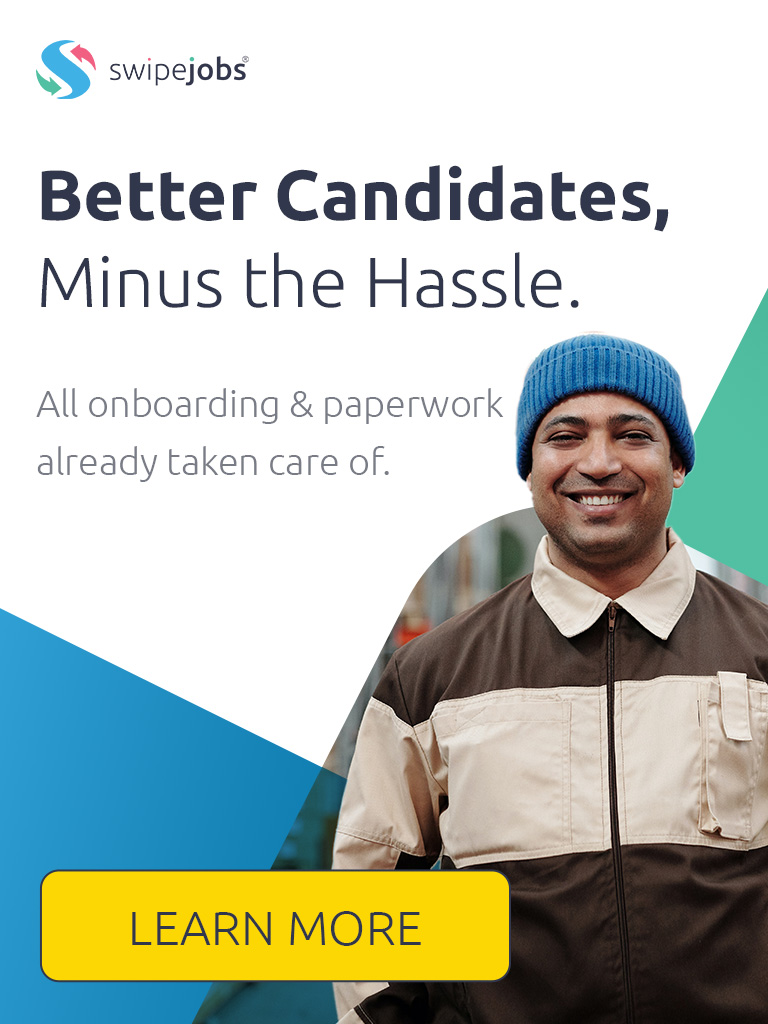 swipejobs®
Better Candidates,
Minus the Hassle.
All onboarding & paperwork
already taken care of.
LEARN MORE